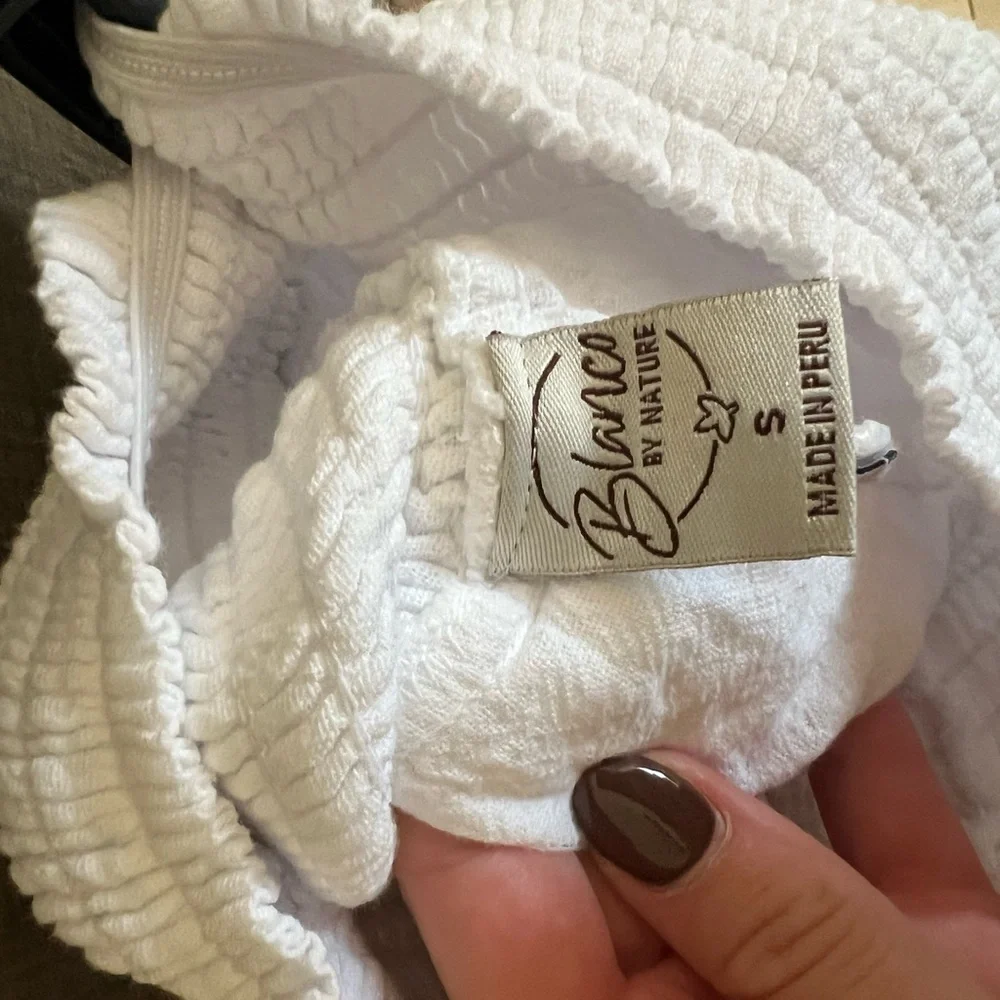 Blanco
BY NATURE
S
MADE IN PERU